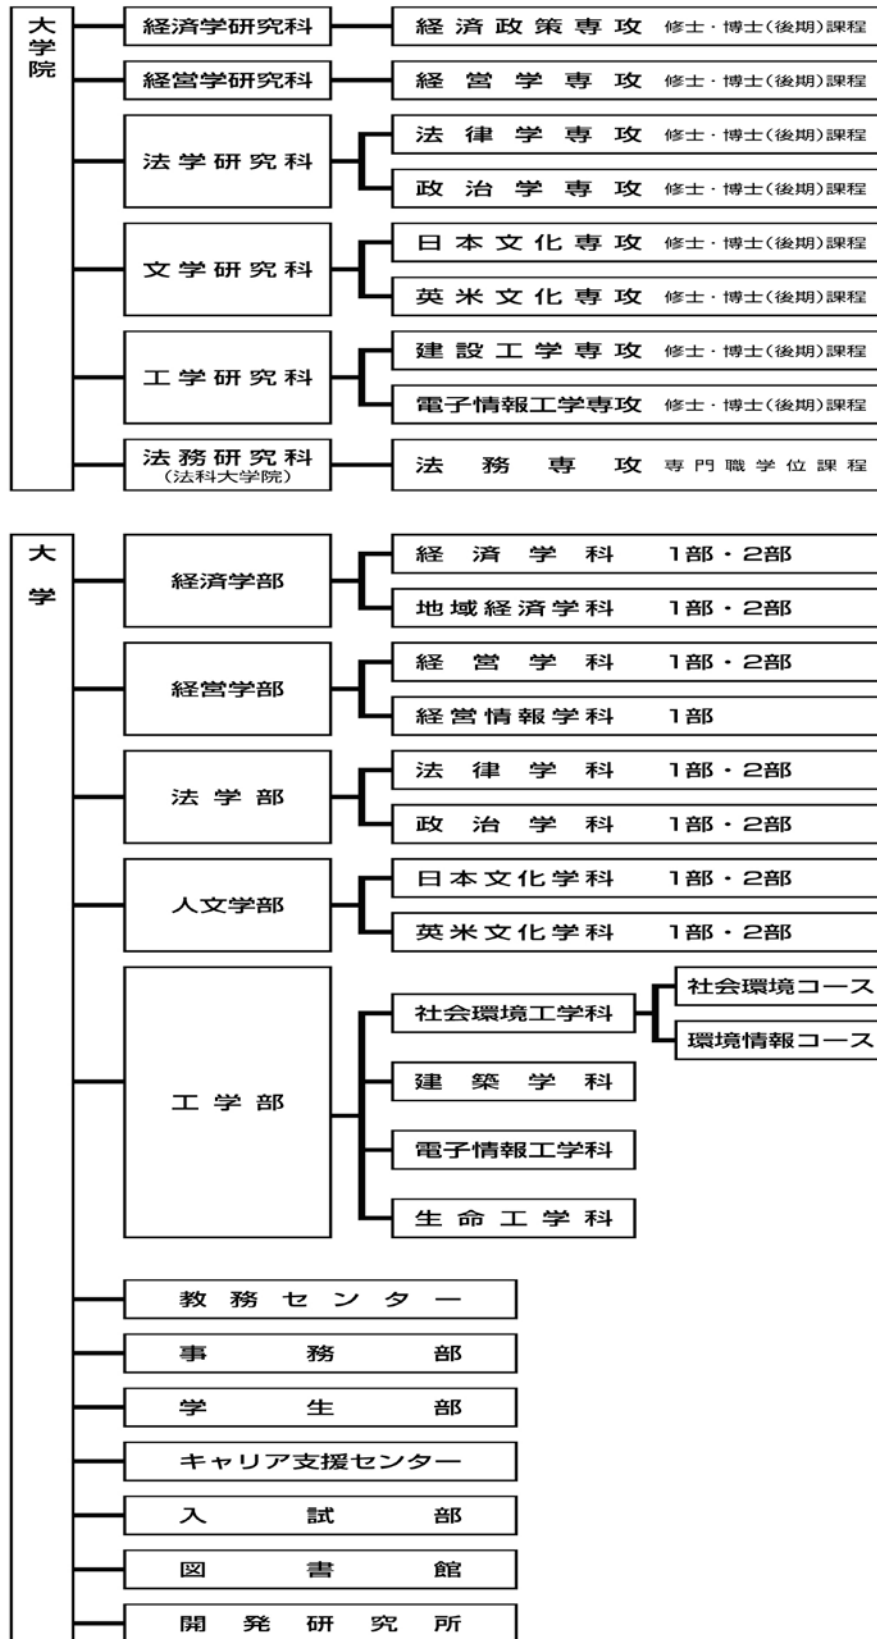 大学院
経済学研究科
経済政策専攻 修士・博士(後期)課程
経営学研究科
経営学専攻 修士・博士(後期)課程
法学研究科
法律学専攻 修士・博士(後期)課程
政治学専攻 修士・博士(後期)課程
文学研究科
日本文化専攻 修士・博士(後期)課程
英米文化専攻 修士・博士(後期)課程
工学研究科
建設工学専攻 修士・博士(後期)課程
電子情報工学専攻 修士・博士(後期)課程
法務研究科
(法科大学院)
法務専攻 専門職学位課程
大学
経済学部
経済学科 1部・2部
地域経済学科 1部・2部
経営学部
経営学科 1部・2部
経営情報学科 1部
法学部
法律学科 1部・2部
政治学科 1部・2部
人文学部
日本文化学科 1部・2部
英米文化学科 1部・2部
工学部
社会環境工学科
社会環境コース
環境情報コース
建築学科
電子情報工学科
生命工学科
教務センター
事務部
学生部
キャリア支援センター
入試部
図書館
開発研究所